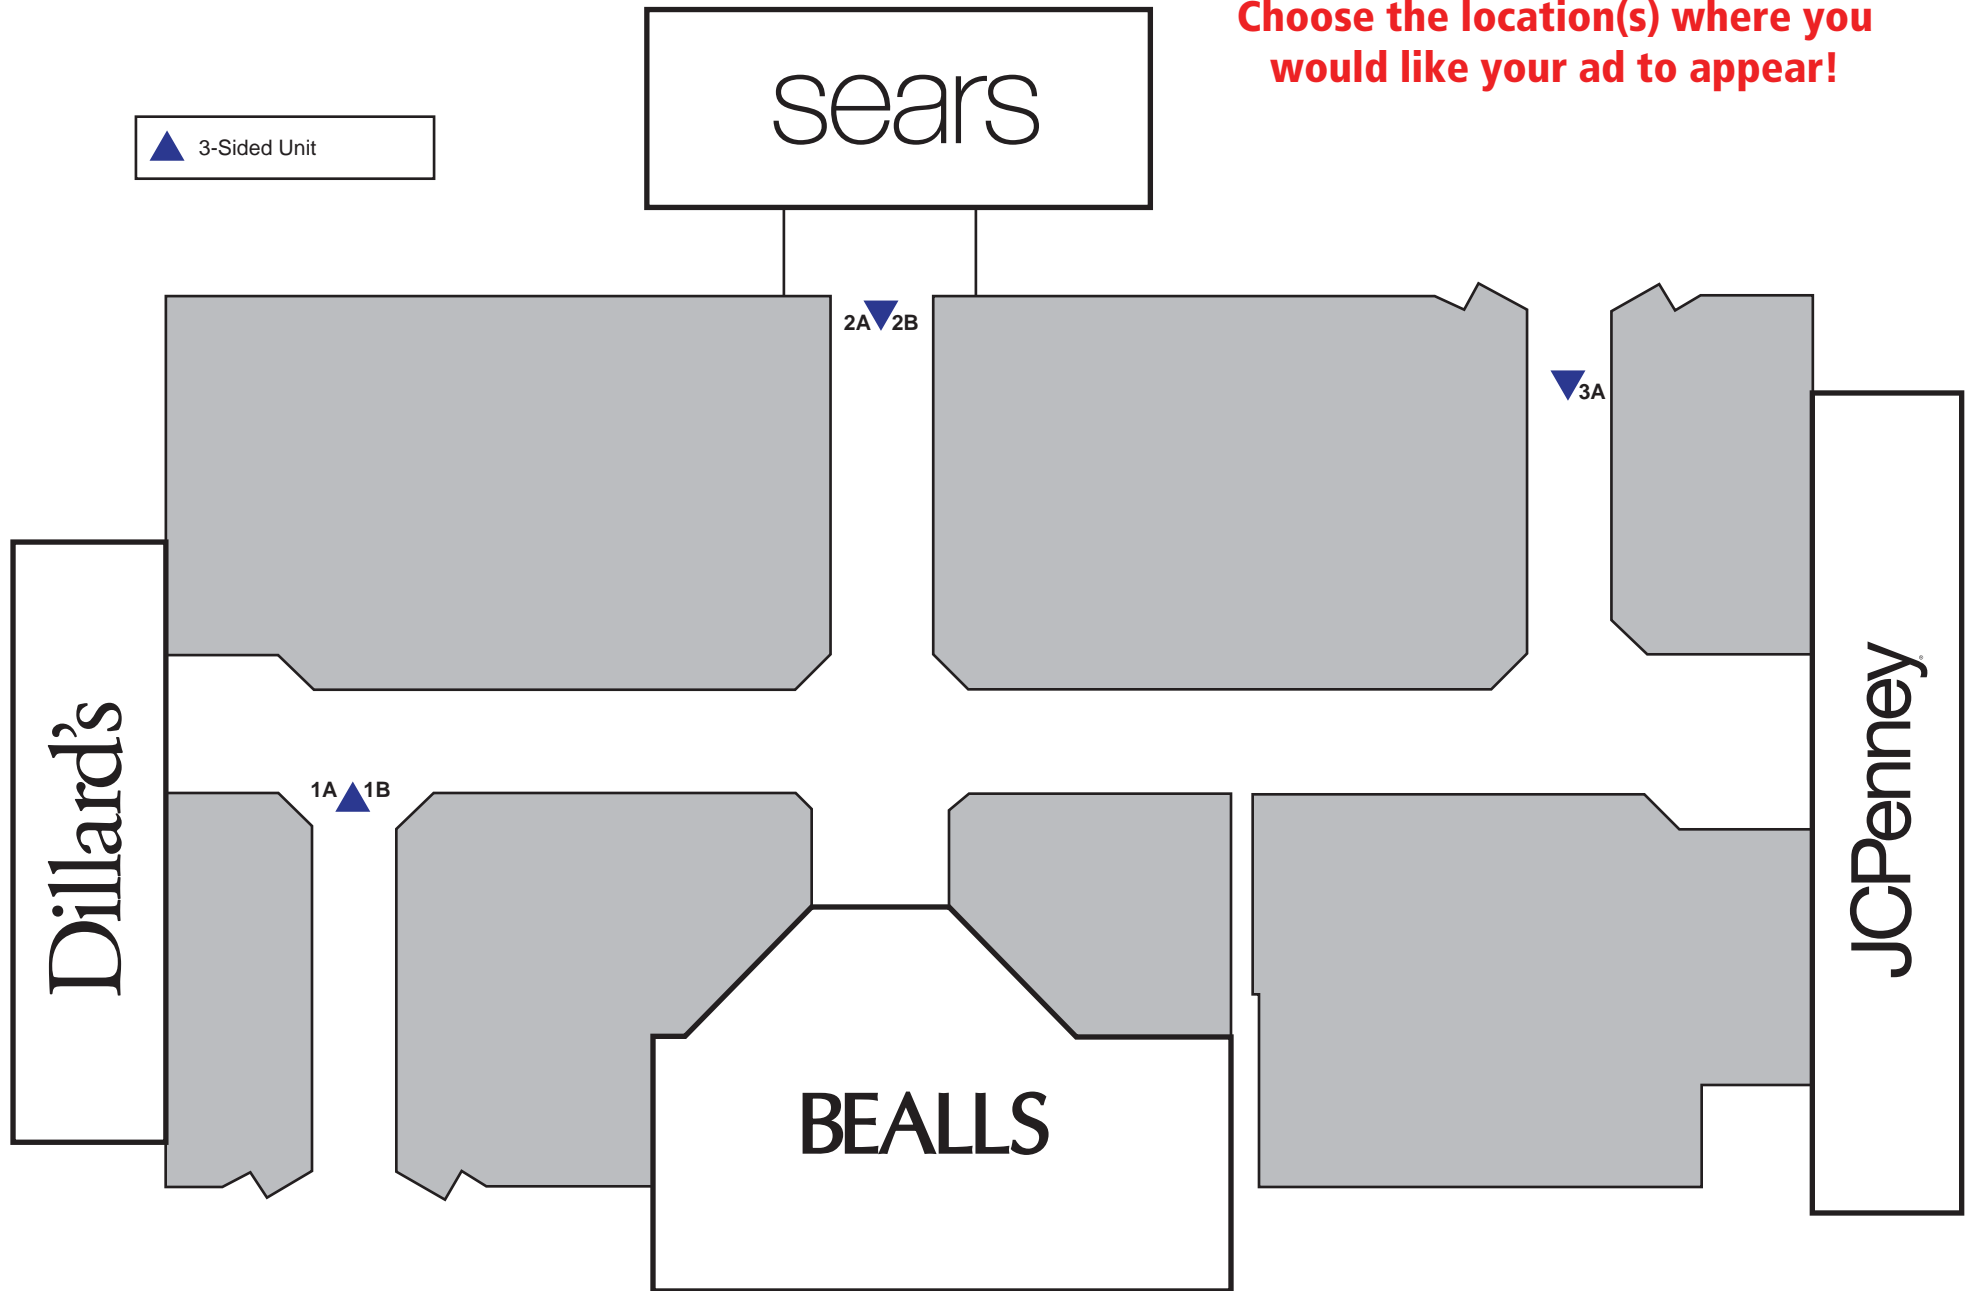 Choose the location(s) where you
would like your ad to appear!
sears
3-Sided Unit
2A 2B
3A
Dillard's
JCPenney
1A 1B
BEALLS